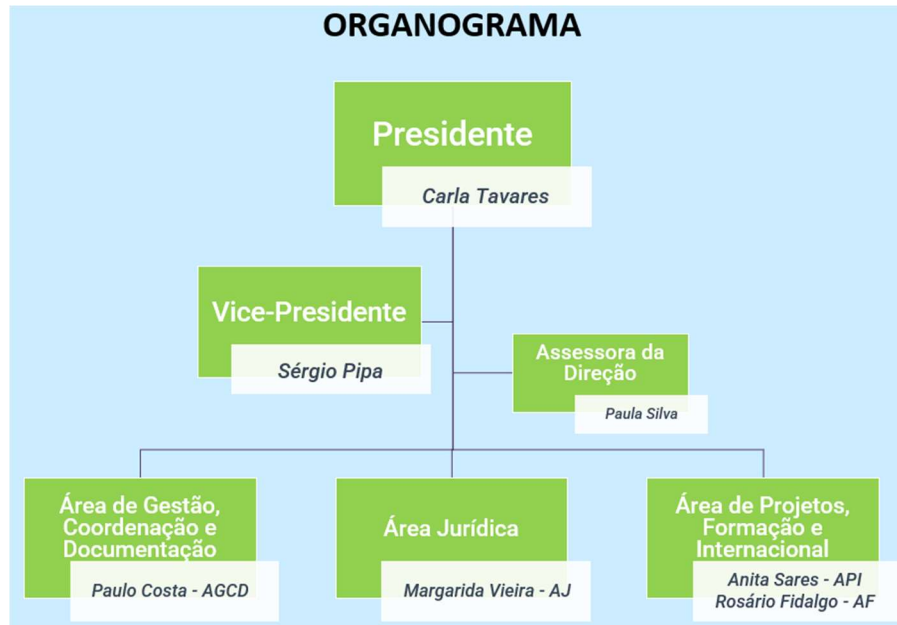 ORGANOGRAMA
Presidente
Carla Tavares
Vice-Presidente
Sérgio Pipa
Assessora da
Direção
Paula Silva
Área de Gestão,
Coordenação e
Documentação
Paulo Costa - AGCD
Área Jurídica
Margarida Vieira - AJ
Área de Projetos,
Formação e
Internacional
Anita Sares - API
Rosário Fidalgo - AF